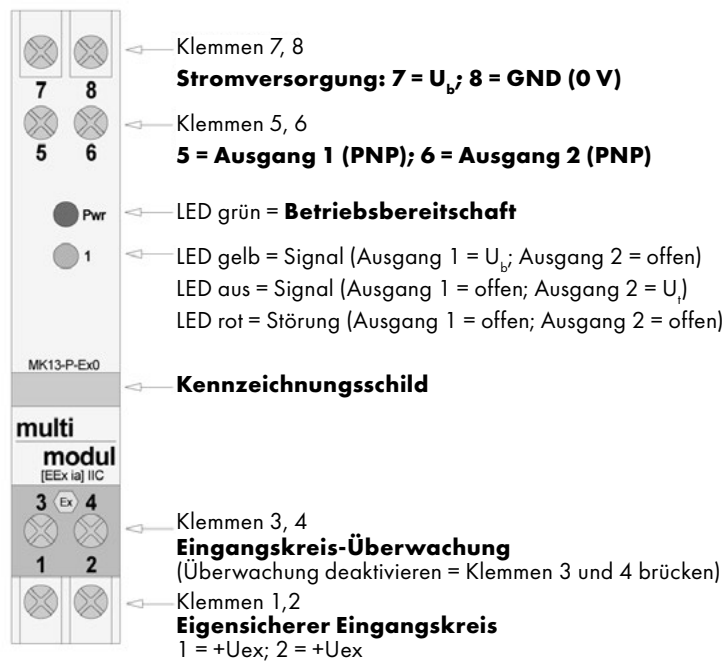 Klemmen 7, 8
7 8
Stromversorgung: 7 = Ub; 8 = GND (0 V)
Klemmen 5, 6
5 6
5 = Ausgang 1 (PNP); 6 = Ausgang 2 (PNP)
Pwr
LED grün = Betriebsbereitschaft
1
LED gelb = Signal (Ausgang 1 = Ub; Ausgang 2 = offen)
LED aus = Signal (Ausgang 1 = offen; Ausgang 2 = Ut)
LED rot = Störung (Ausgang 1 = offen; Ausgang 2 = offen)
MK13-P-Ex0
Kennzeichnungsschild
multi
modul
[EEx ia] IIC
3 Ex 4
Klemmen 3, 4
Eingangskreis-Überwachung
(Überwachung deaktivieren = Klemmen 3 und 4 brücken)
1 2
Klemmen 1,2
Eigensicherer Eingangskreis
1 = +Uex; 2 = +Uex